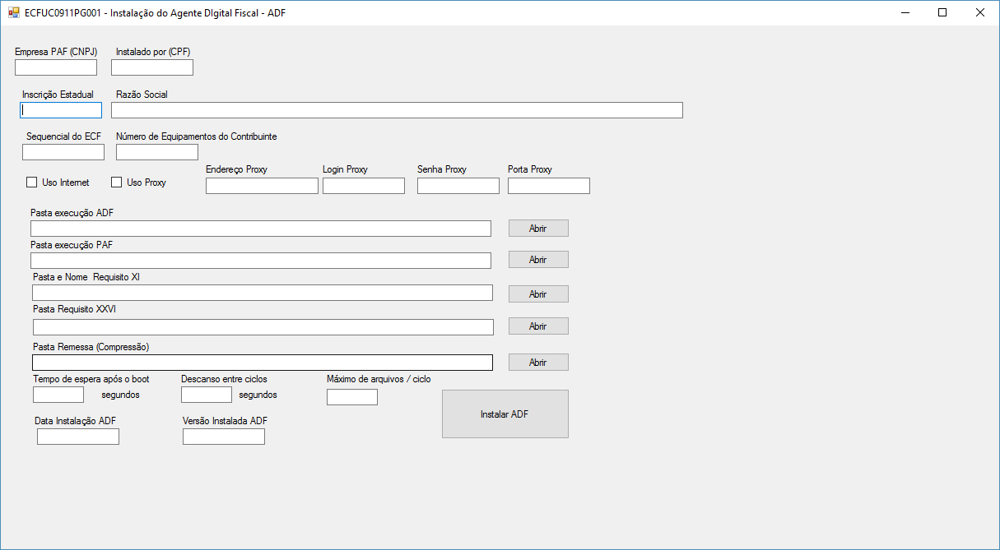 ECFUC0911PG001 - Instalação do Agente DIgital Fiscal - ADF
Empresa PAF (CNPJ) Instalado por (CPF)
Inscrição Estadual Razão Social
Sequencial do ECF Número de Equipamentos do Contribuinte
Endereço Proxy Login Proxy Senha Proxy Porta Proxy
Uso Internet Uso Proxy
Pasta execução ADF
Abrir
Pasta execução PAF
Abrir
Pasta e Nome  Requisito XI
Abrir
Pasta Requisito XXVI
Abrir
Pasta Remessa (Compressão)
Abrir
Tempo de espera após o boot Descanso entre ciclos Máximo de arquivos / ciclo
segundos segundos
Instalar ADF
Data Instalação ADF Versão Instalada ADF